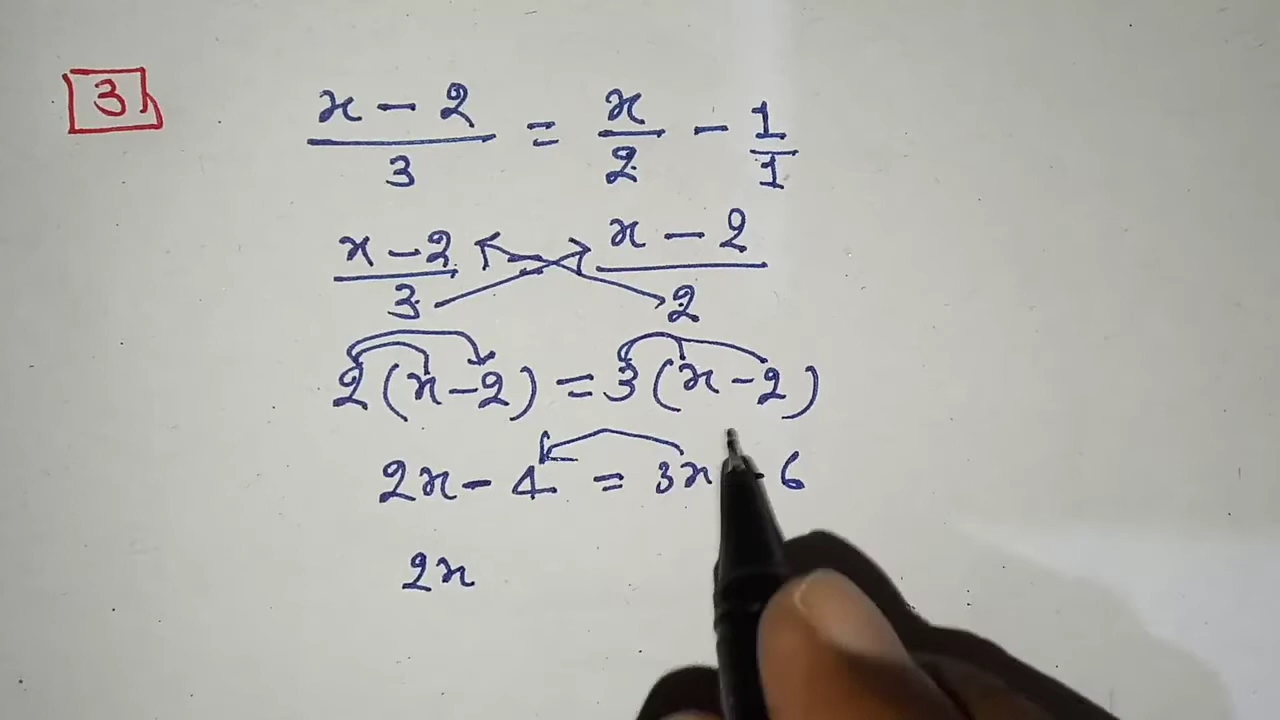 3
x - 2 / 3 = x / 2 - 1 / 1
x - 2 / 3 x - 2 / 2
2(x-2) = 3(x-2)
2x - 4 = 3x - 6
2x